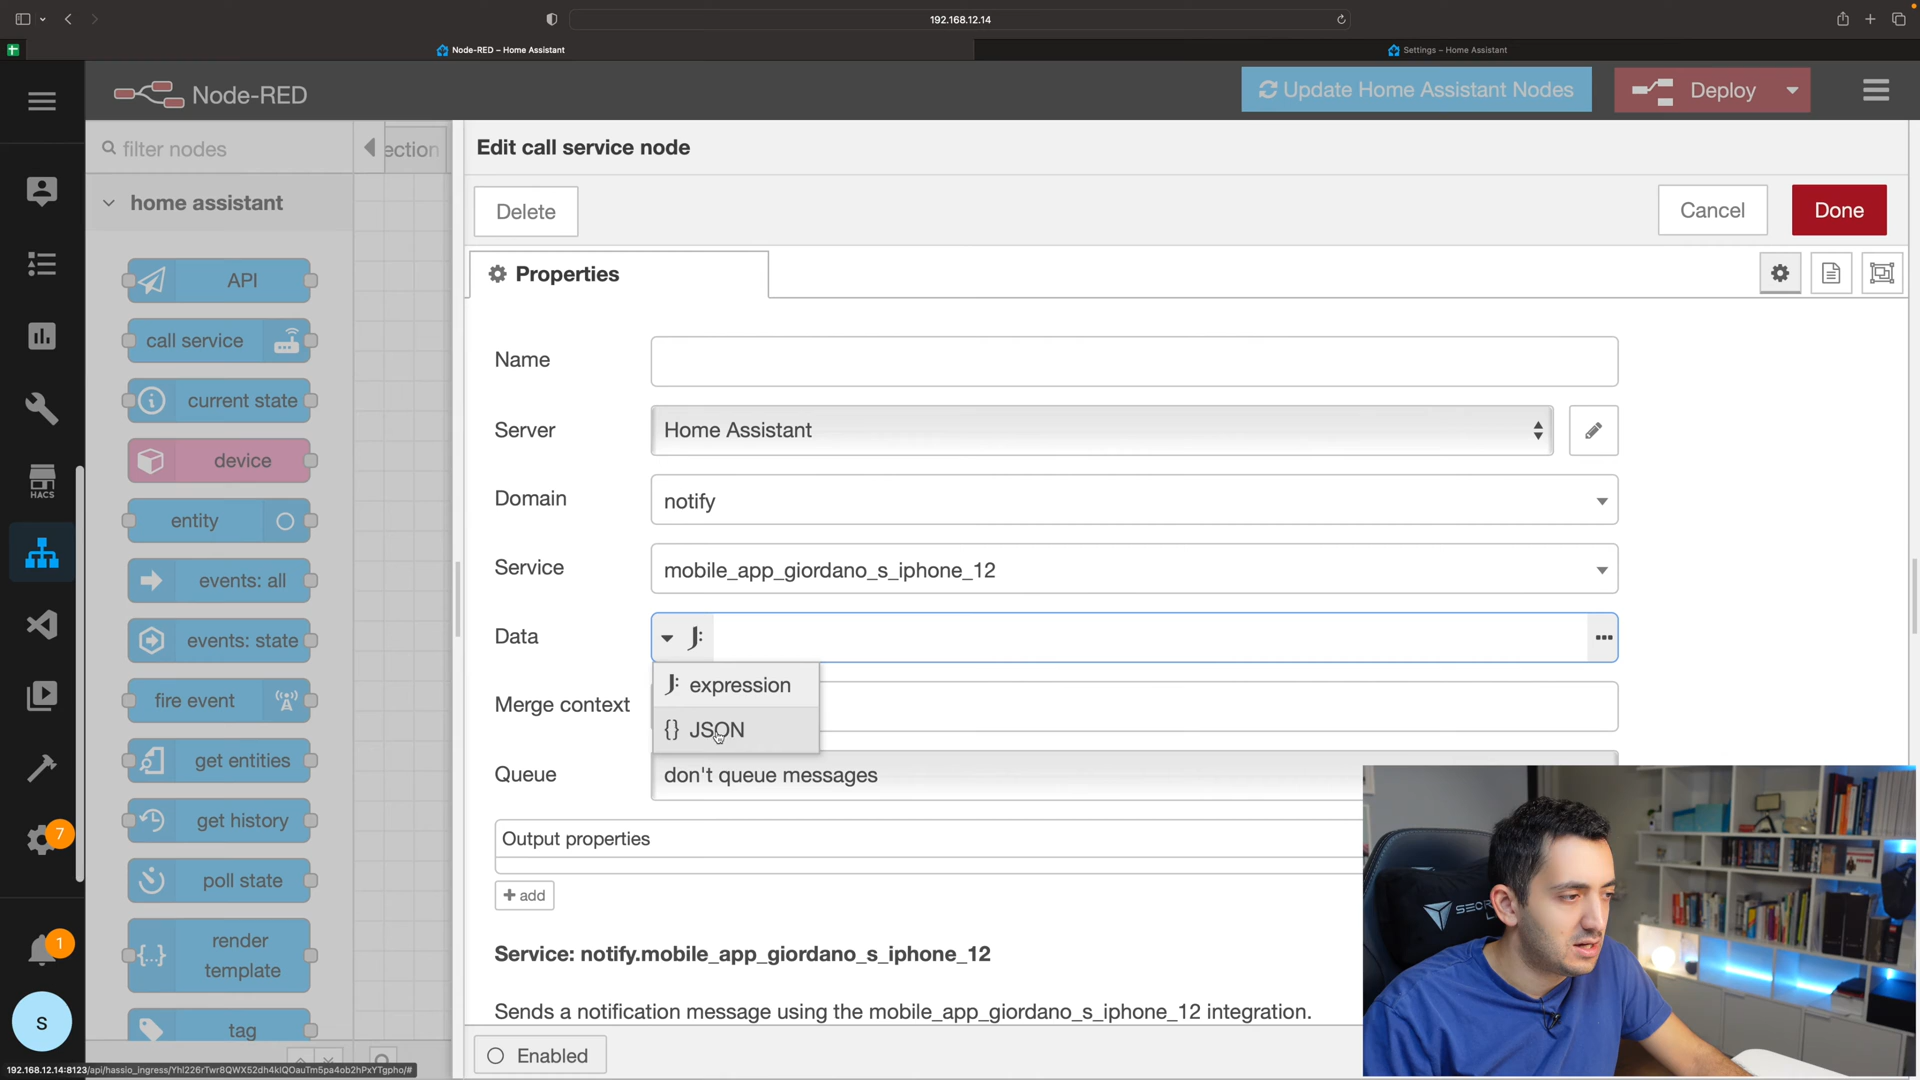 192.168.12.14
Node-RED – Home Assistant
Settings – Home Assistant
Node-RED
Update Home Assistant Nodes
Deploy
filter nodes
ection
Edit call service node
home assistant
Delete
Cancel
Done
Properties
API
call service
current state
device
entity
events: all
events: state
fire event
get entities
get history
poll state
render
template
tag
HACS
7
1
s
Name
Server
Home Assistant
Domain
notify
Service
mobile_app_giordano_s_iphone_12
Data
J:
J: expression
{} JSON
Merge context
Queue
don't queue messages
Output properties
+ add
Service: notify.mobile_app_giordano_s_iphone_12
Sends a notification message using the mobile_app_giordano_s_iphone_12 integration.
Enabled